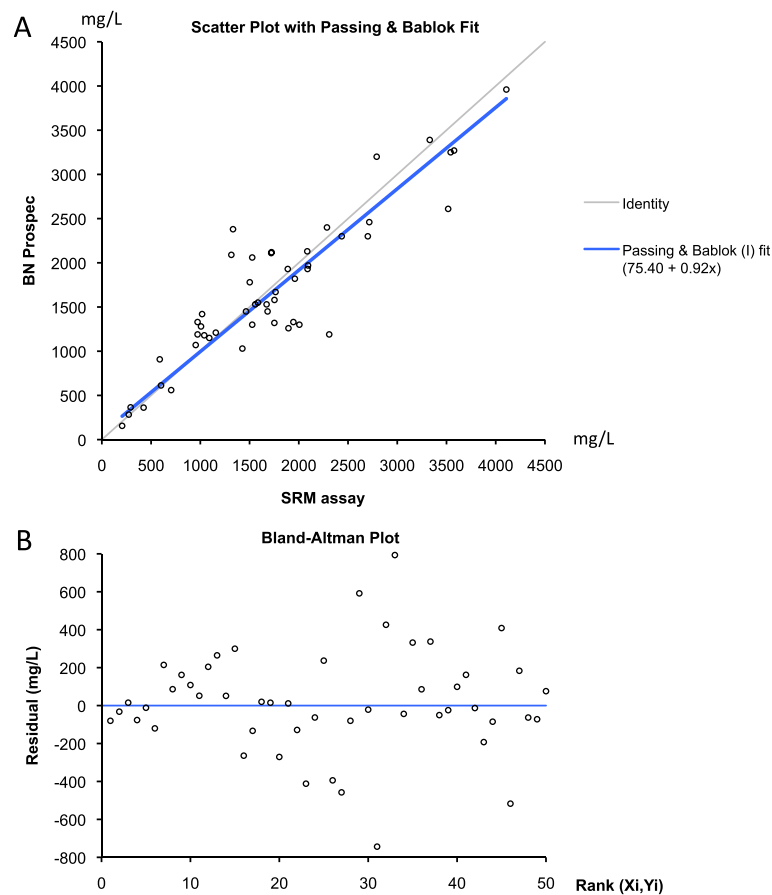 A
mg/L
Scatter Plot with Passing & Bablok Fit
4500
4000
3500
3000
2500
2000
1500
1000
500
0
BN Prospec
0 500 1000 1500 2000 2500 3000 3500 4000 4500
mg/L
SRM assay
Identity
Passing & Bablok (I) fit
(75.40 + 0.92x)
B
Bland-Altman Plot
800
600
400
200
0
-200
-400
-600
-800
Residual (mg/L)
0 10 20 30 40 50
Rank (Xi,Yi)